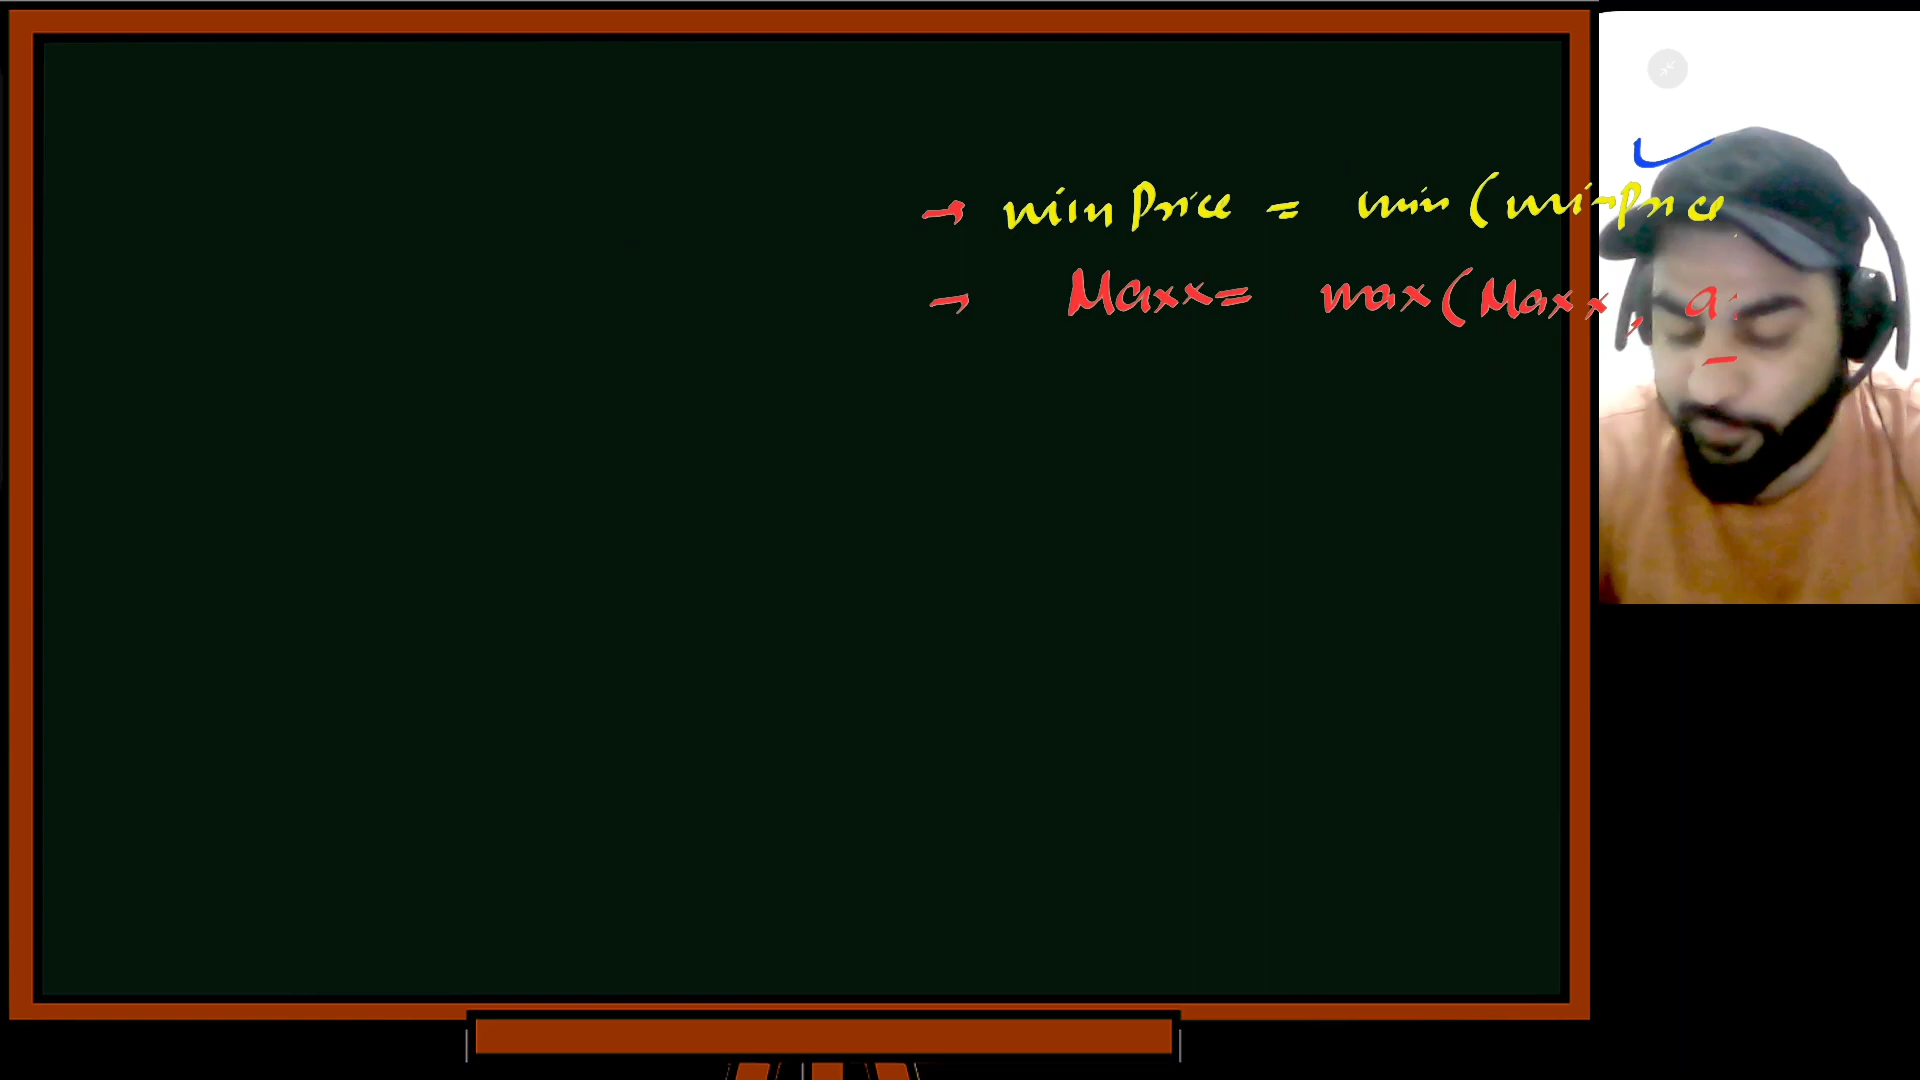 → minPrice = min(minPrice
→ Maxx = max(Maxx, a